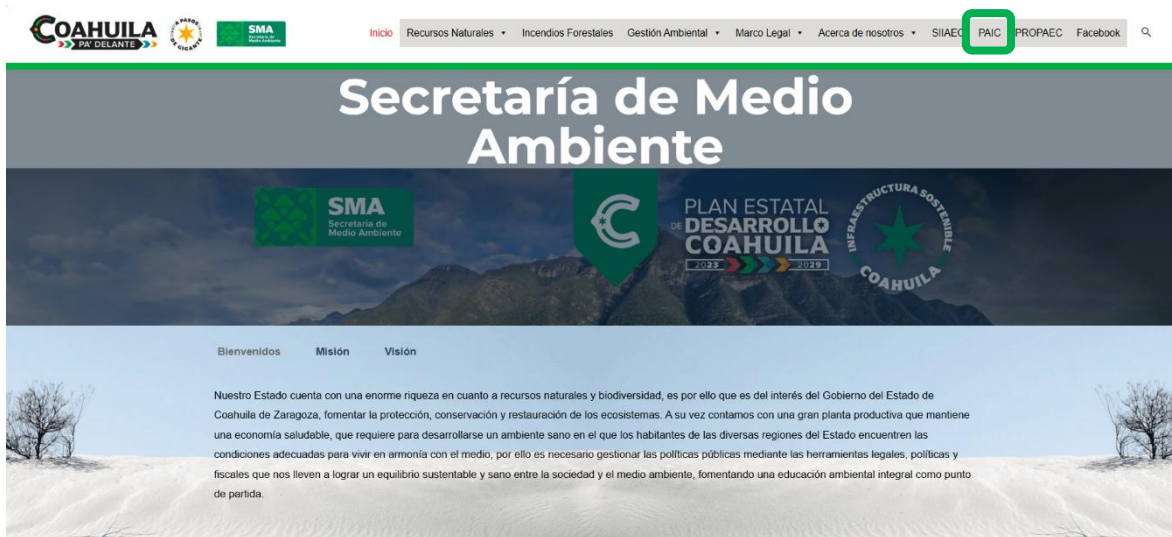 COAHUILA
PA' DELANTE
A PASOS
DE GIGANTE
SMA
Secretaría de
Medio Ambiente
Inicio Recursos Naturales Incendios Forestales Gestión Ambiental Marco Legal Acerca de nosotros SIIAEC PAIC PROPAEC Facebook
Secretaría de Medio
Ambiente
SMA
Secretaría de
Medio Ambiente
C
PLAN ESTATAL
DE DESARROLLO
COAHUILA
2023 2029
INFRAESTRUCTURA SOSTENIBLE
COAHUILA
Bienvenidos Misión Visión
Nuestro Estado cuenta con una enorme riqueza en cuanto a recursos naturales y biodiversidad, es por ello que es del interés del Gobierno del Estado de
Coahuila de Zaragoza, fomentar la protección, conservación y restauración de los ecosistemas. A su vez contamos con una gran planta productiva que mantiene
una economía saludable, que requiere para desarrollarse un ambiente sano en el que los habitantes de las diversas regiones del Estado encuentren las
condiciones adecuadas para vivir en armonía con el medio, por ello es necesario gestionar las políticas públicas mediante las herramientas legales, políticas y
fiscales que nos lleven a lograr un equilibrio sustentable y sano entre la sociedad y el medio ambiente, fomentando una educación ambiental integral como punto
de partida.